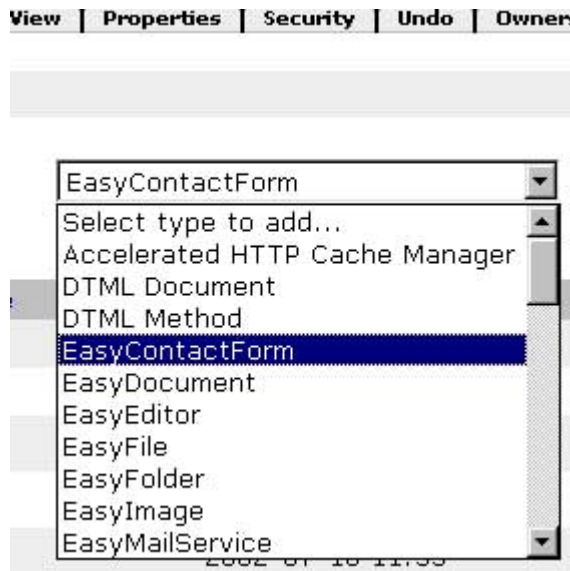 View | Properties | Security | Undo | Owner
EasyContactForm
Select type to add...
Accelerated HTTP Cache Manager
DTML Document
DTML Method
EasyContactForm
EasyDocument
EasyEditor
EasyFile
EasyFolder
EasyImage
EasyMailService